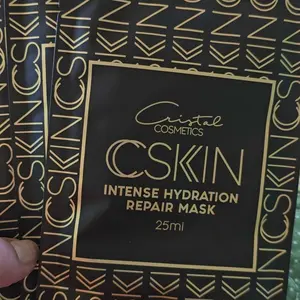 Cristal
COSMETICS
CSKIN
INTENSE HYDRATION
REPAIR MASK
25ml